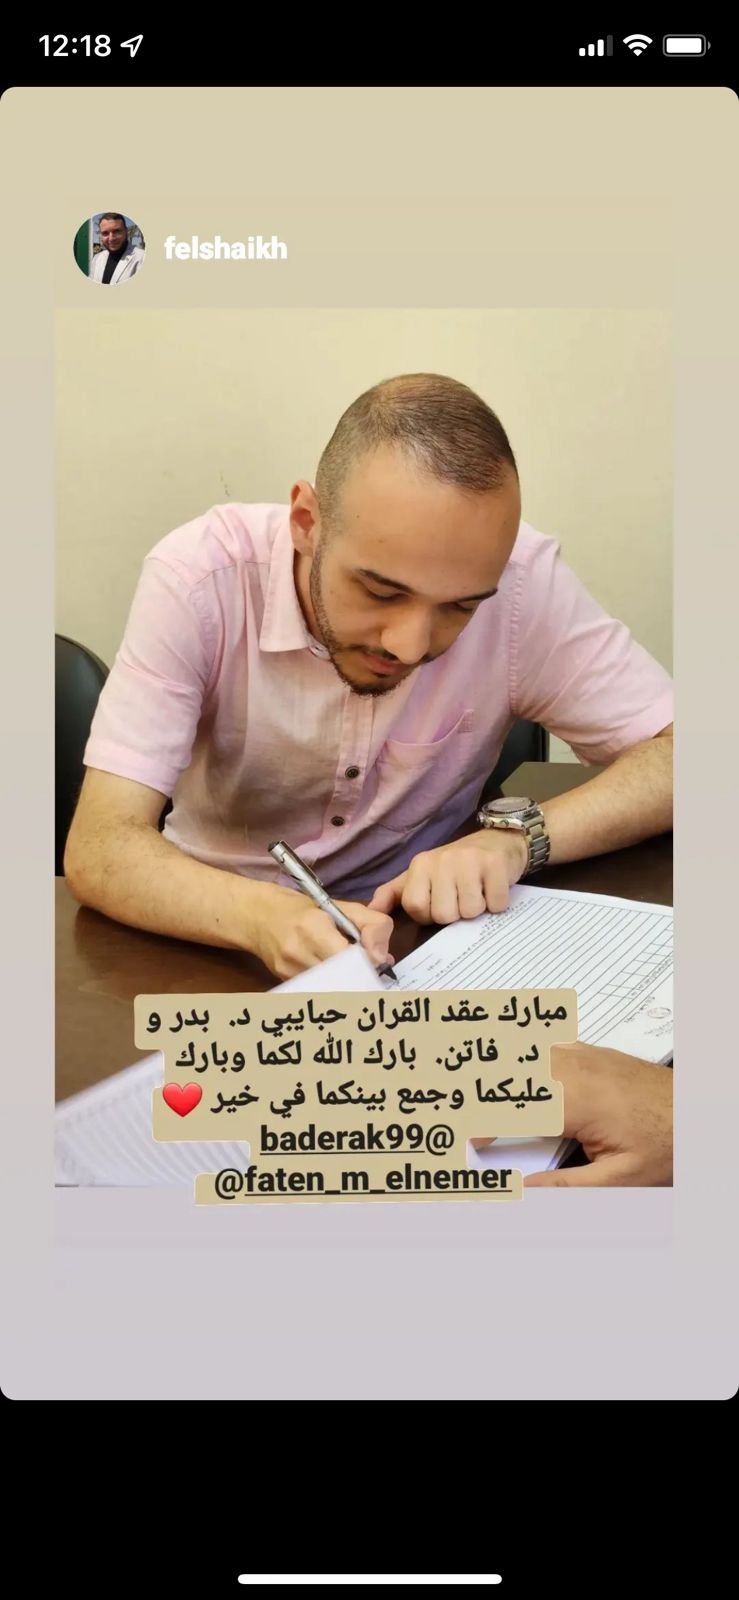 12:18
felshaikh
مبارك عقد القران حبايبي د. بدر و
د. فاتن. بارك الله لكما وبارك
عليكما وجمع بينكما في خير ❤️
baderak99@
@faten_m_elnemer